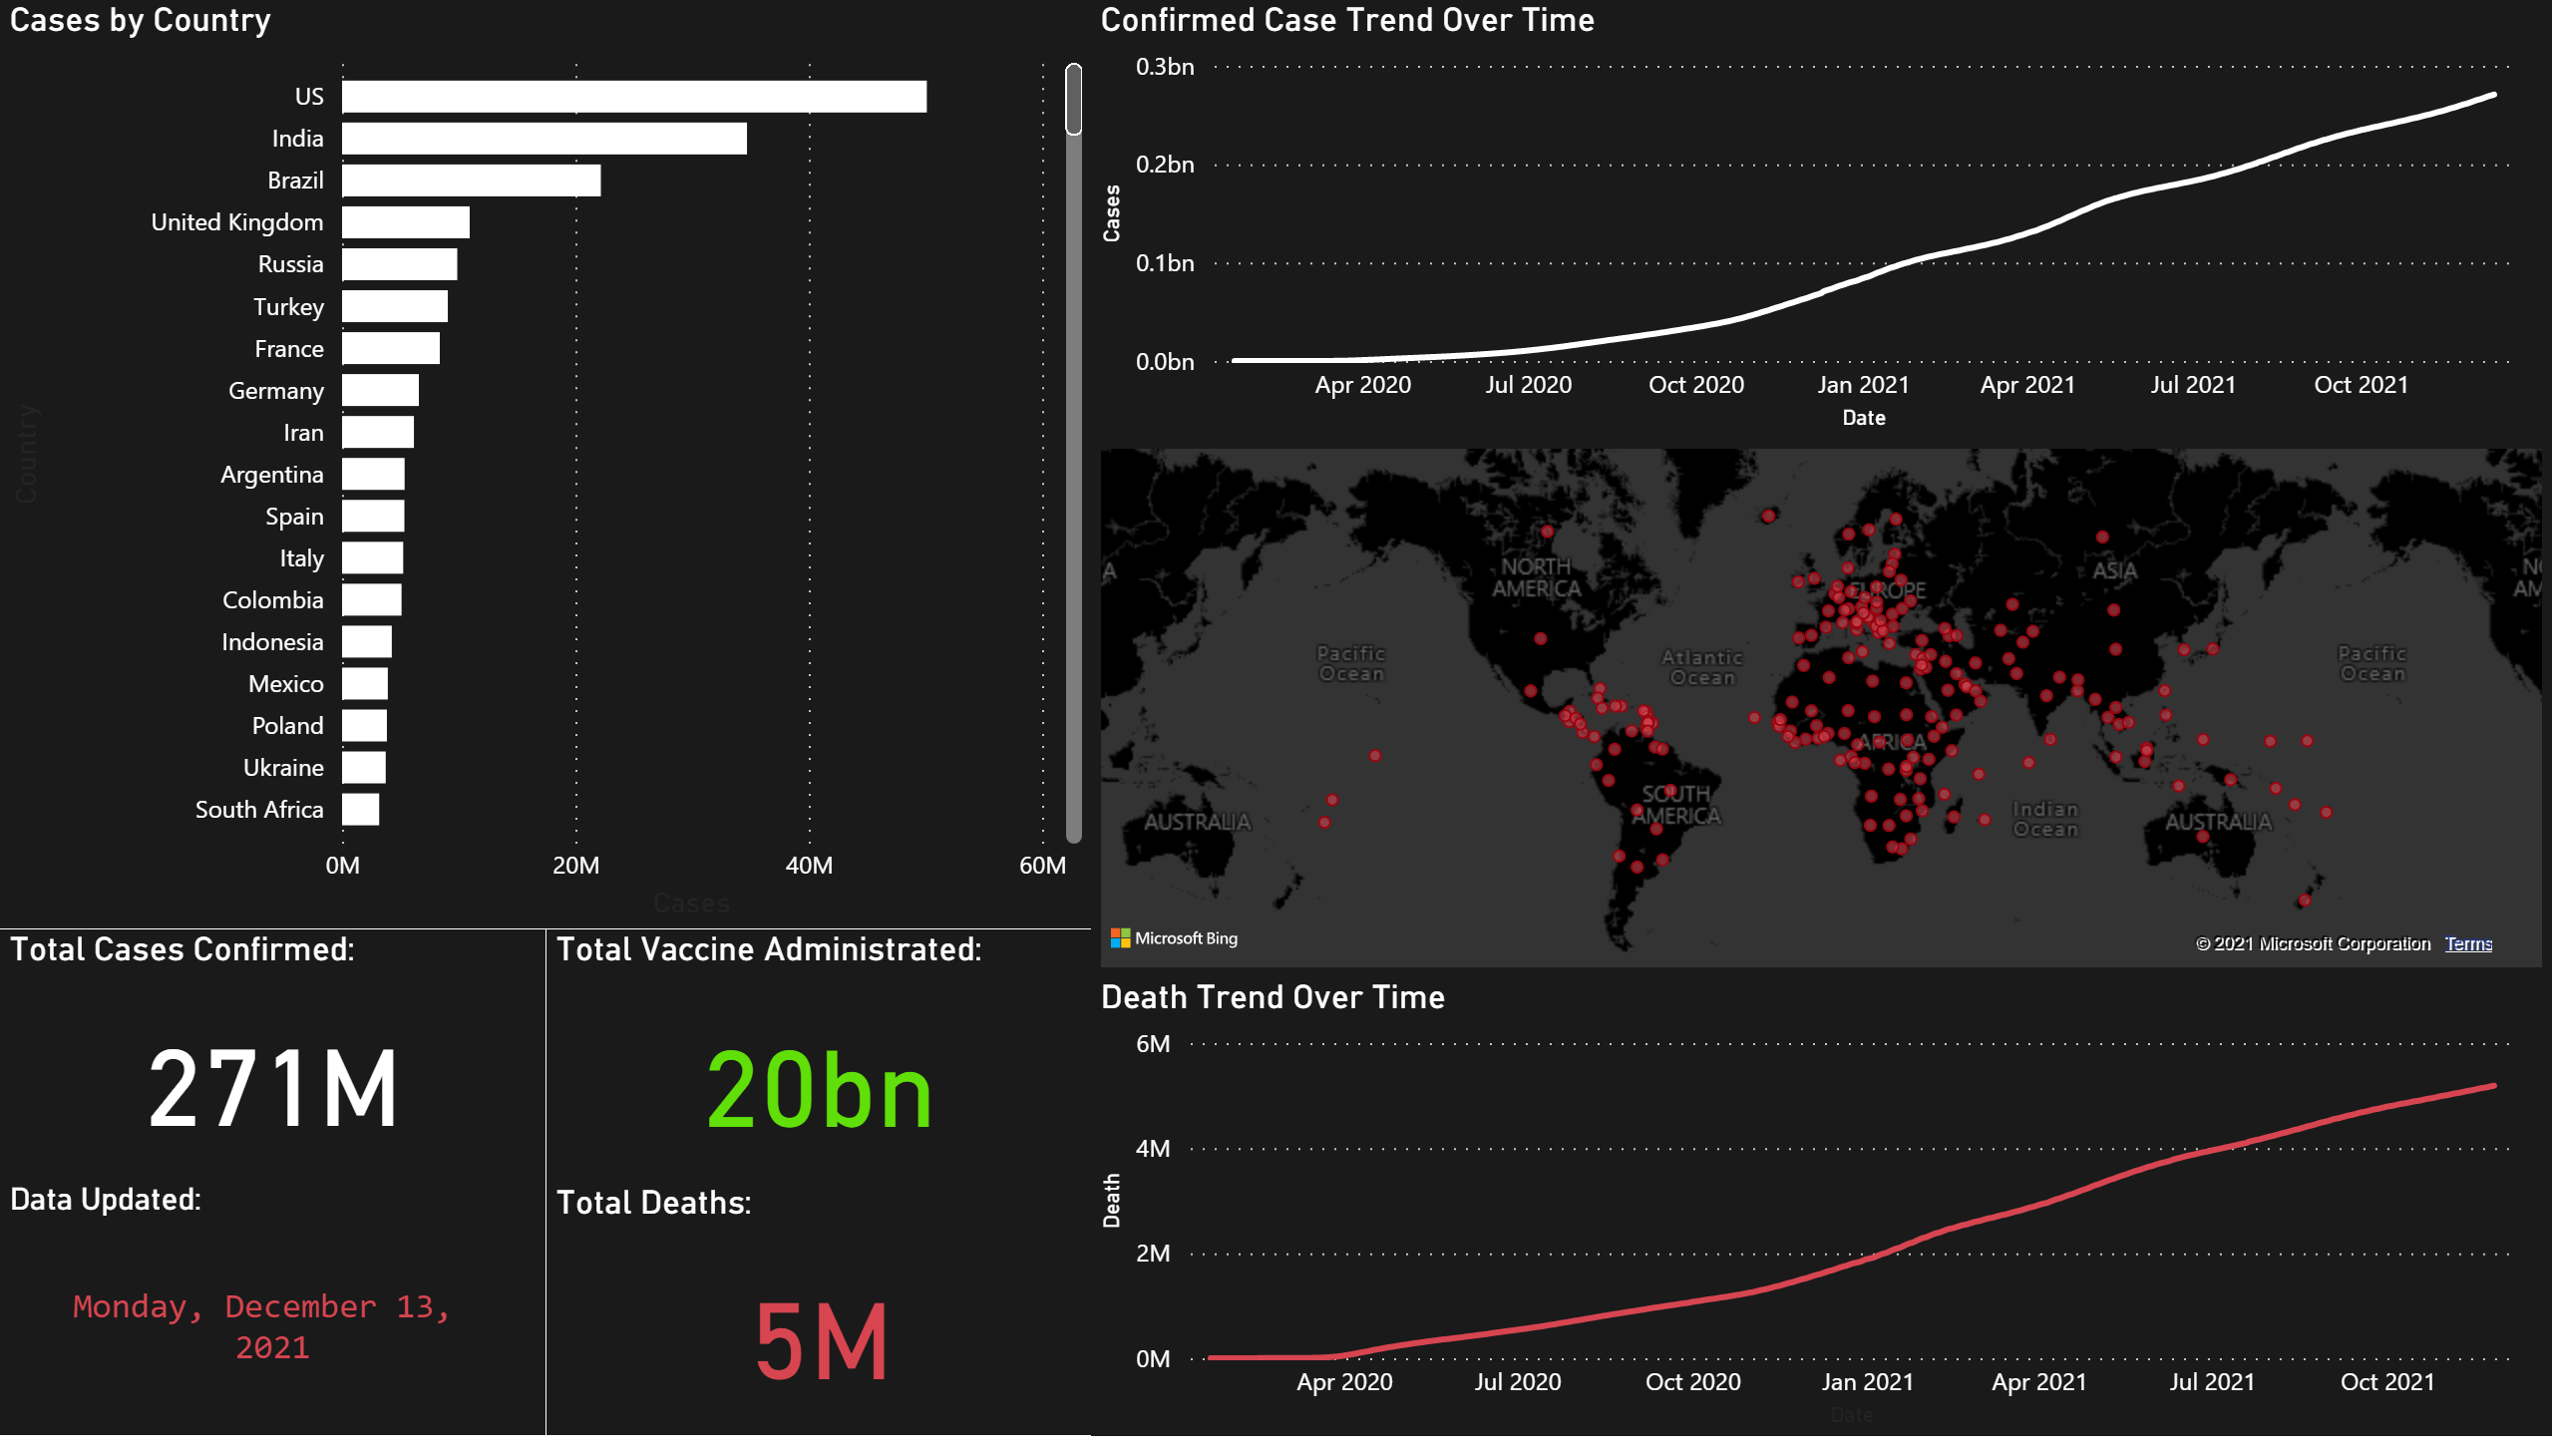 Cases by Country
US
India
Brazil
United Kingdom
Russia
Turkey
France
Germany
Iran
Argentina
Spain
Italy
Colombia
Indonesia
Mexico
Poland
Ukraine
South Africa
Country
0M 20M 40M 60M
Cases
Total Cases Confirmed:
271M
Data Updated:
Monday, December 13,
2021
Total Vaccine Administrated:
20bn
Total Deaths:
5M
Confirmed Case Trend Over Time
0.3bn
0.2bn
0.1bn
0.0bn
Cases
Apr 2020 Jul 2020 Oct 2020 Jan 2021 Apr 2021 Jul 2021 Oct 2021
Date
A
NORTH
AMERICA
EUROPE
ASIA
NO
AM
Pacific
Ocean
Atlantic
Ocean
Pacific
Ocean
AFRICA
AUSTRALIA
SOUTH
AMERICA
Indian
Ocean
AUSTRALIA
Microsoft Bing
© 2021 Microsoft Corporation Terms
Death Trend Over Time
6M
4M
2M
0M
Death
Apr 2020 Jul 2020 Oct 2020 Jan 2021 Apr 2021 Jul 2021 Oct 2021
Date